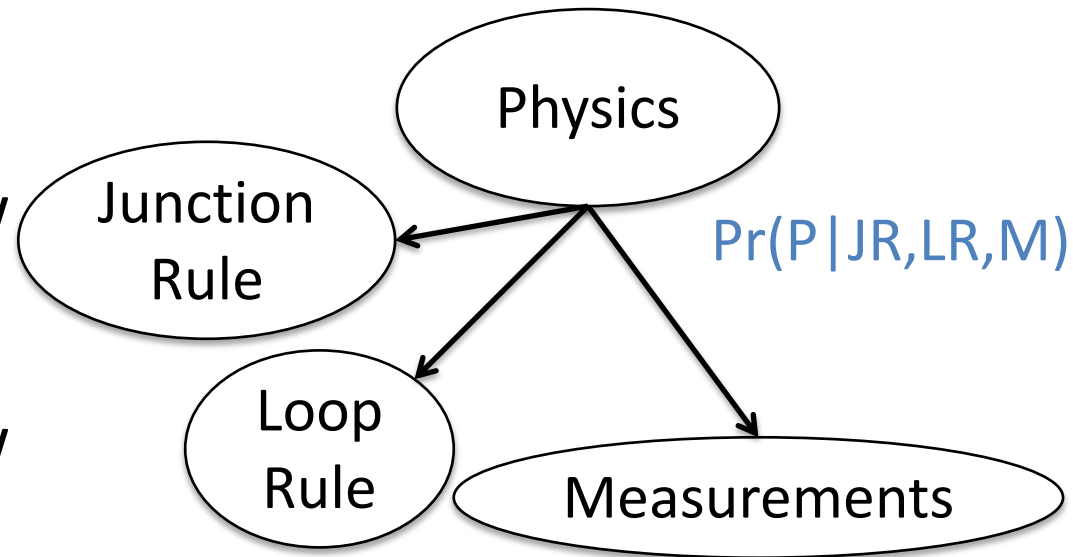 Physics
Junction
Rule
Pr(P|JR,LR,M)
Loop
Rule
Measurements